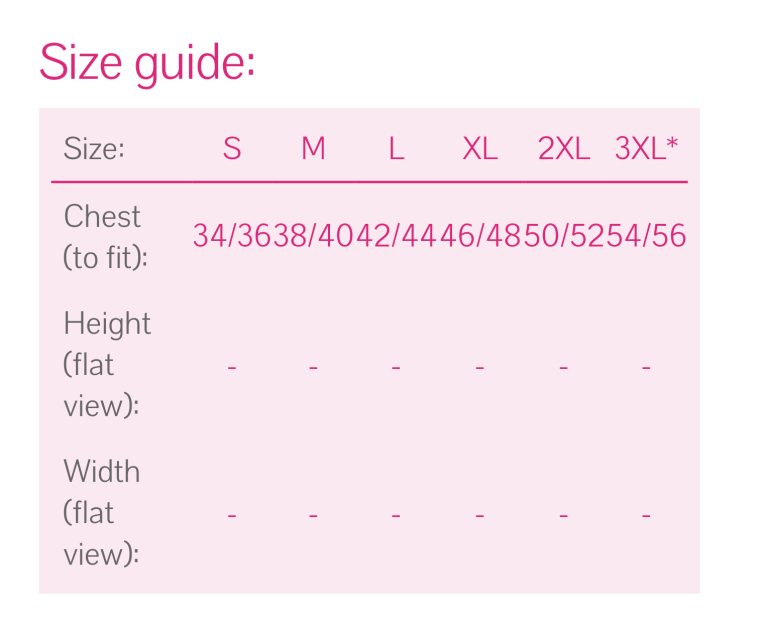 Size guide:
Size: S M L XL 2XL 3XL*
Chest
(to fit): 34/36 38/40 42/44 46/48 50/52 54/56
Height
(flat - - - - - -
view):
Width
(flat - - - - - -
view):